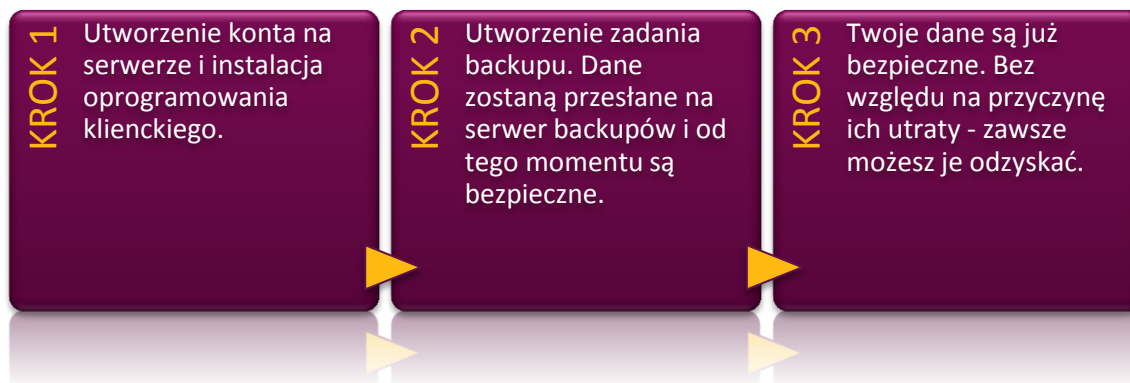 KROK 1
Utworzenie konta na
serwerze i instalacja
oprogramowania
klienckiego.
KROK 2
Utworzenie zadania
backupu. Dane
zostaną przesłane na
serwer backupów i od
tego momentu są
bezpieczne.
KROK 3
Twoje dane są już
bezpieczne. Bez
względu na przyczynę
ich utraty - zawsze
możesz je odzyskać.